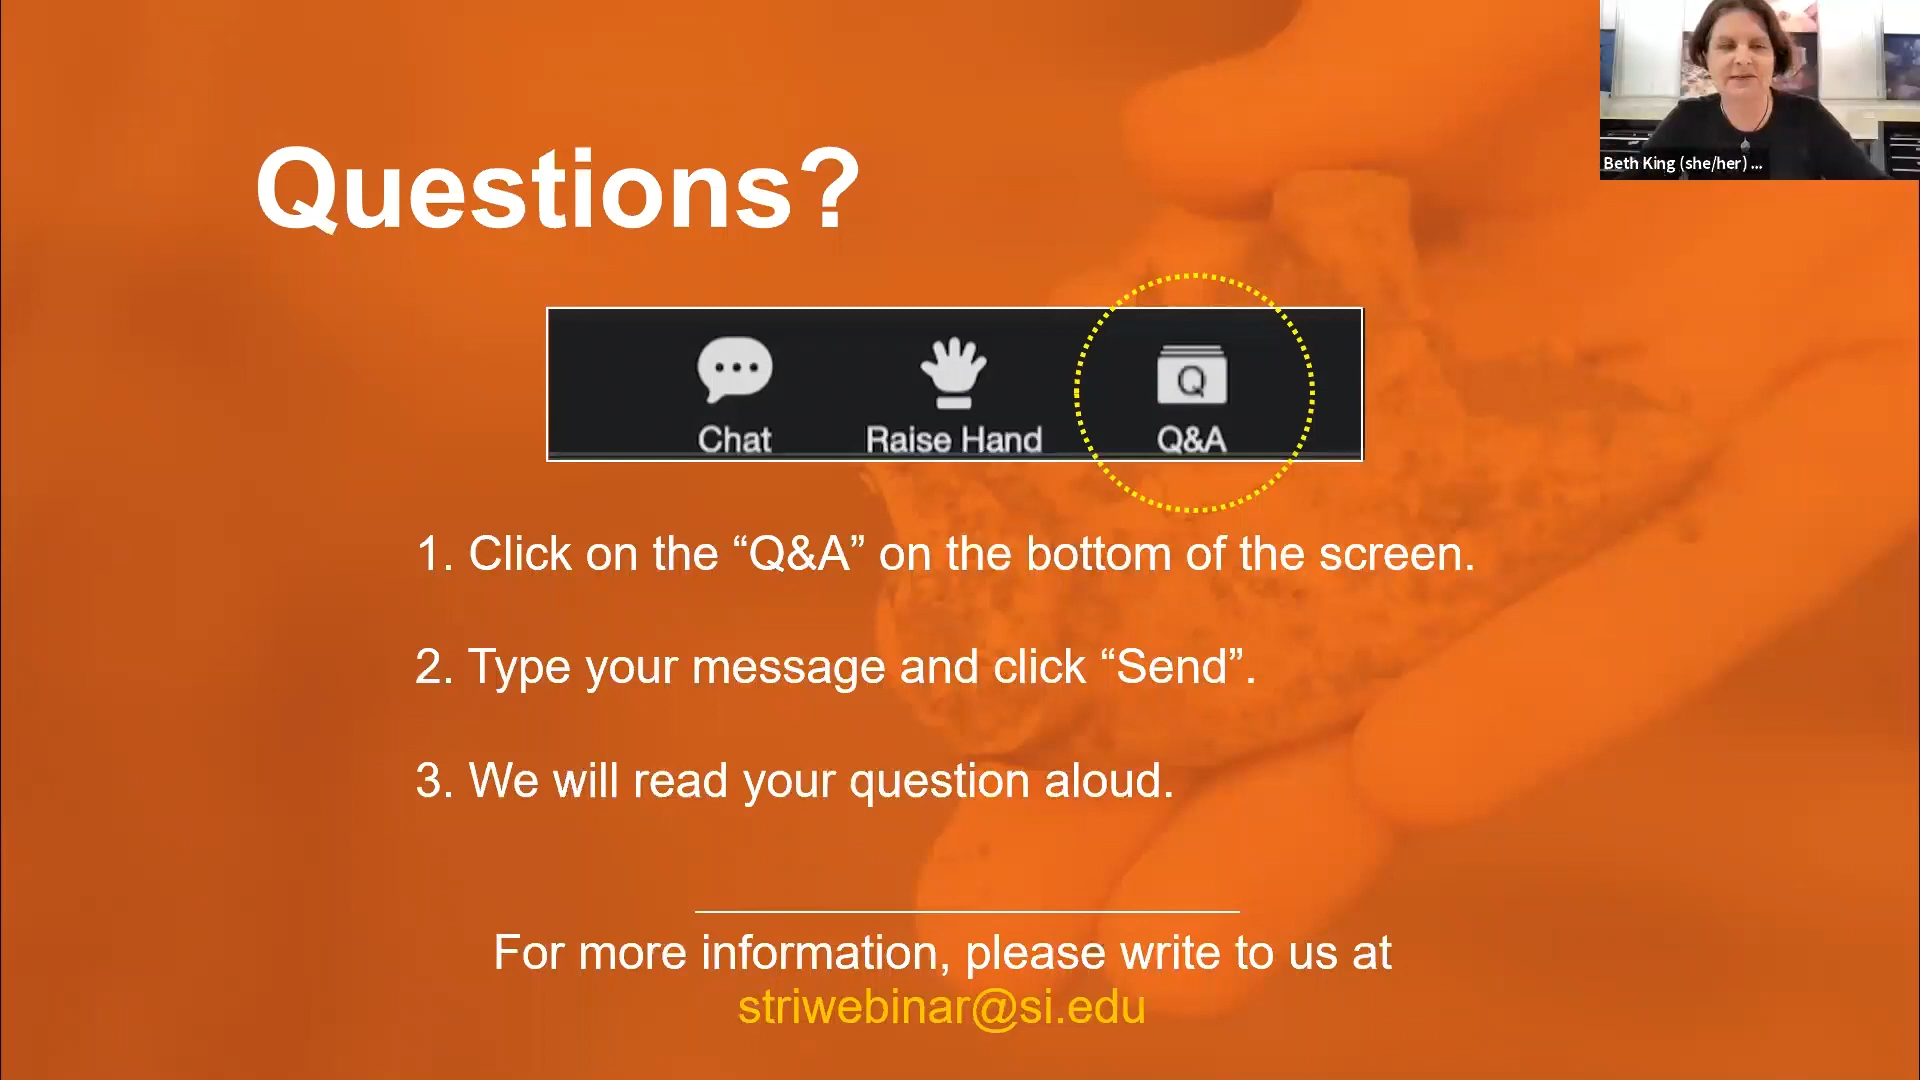 Beth King (she/her) ...
Questions?
Chat
Raise Hand
Q
Q&A
1. Click on the “Q&A” on the bottom of the screen.
2. Type your message and click “Send”.
3. We will read your question aloud.
For more information, please write to us at
striwebinar@si.edu